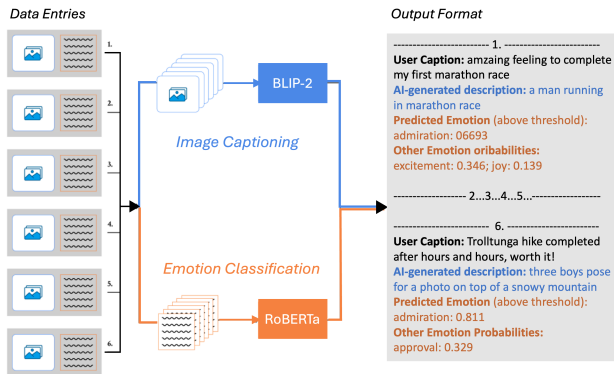 Data Entries
1.
2.
3.
4.
5.
6.
BLIP-2
Image Captioning
Emotion Classification
RoBERTa
Output Format
------------------------- 1. -------------------------
User Caption: amzaing feeling to complete
my first marathon race
AI-generated description: a man running
in marathon race
Predicted Emotion (above threshold):
admiration: 06693
Other Emotion oribabilities:
excitement: 0.346; joy: 0.139
------------------- 2...3...4...5...------------------
------------------------- 6. ------------------------
User Caption: Trolltunga hike completed
after hours and hours, worth it!
AI-generated description: three boys pose
for a photo on top of a snowy mountain
Predicted Emotion (above threshold):
admiration: 0.811
Other Emotion Probabilities:
approval: 0.329